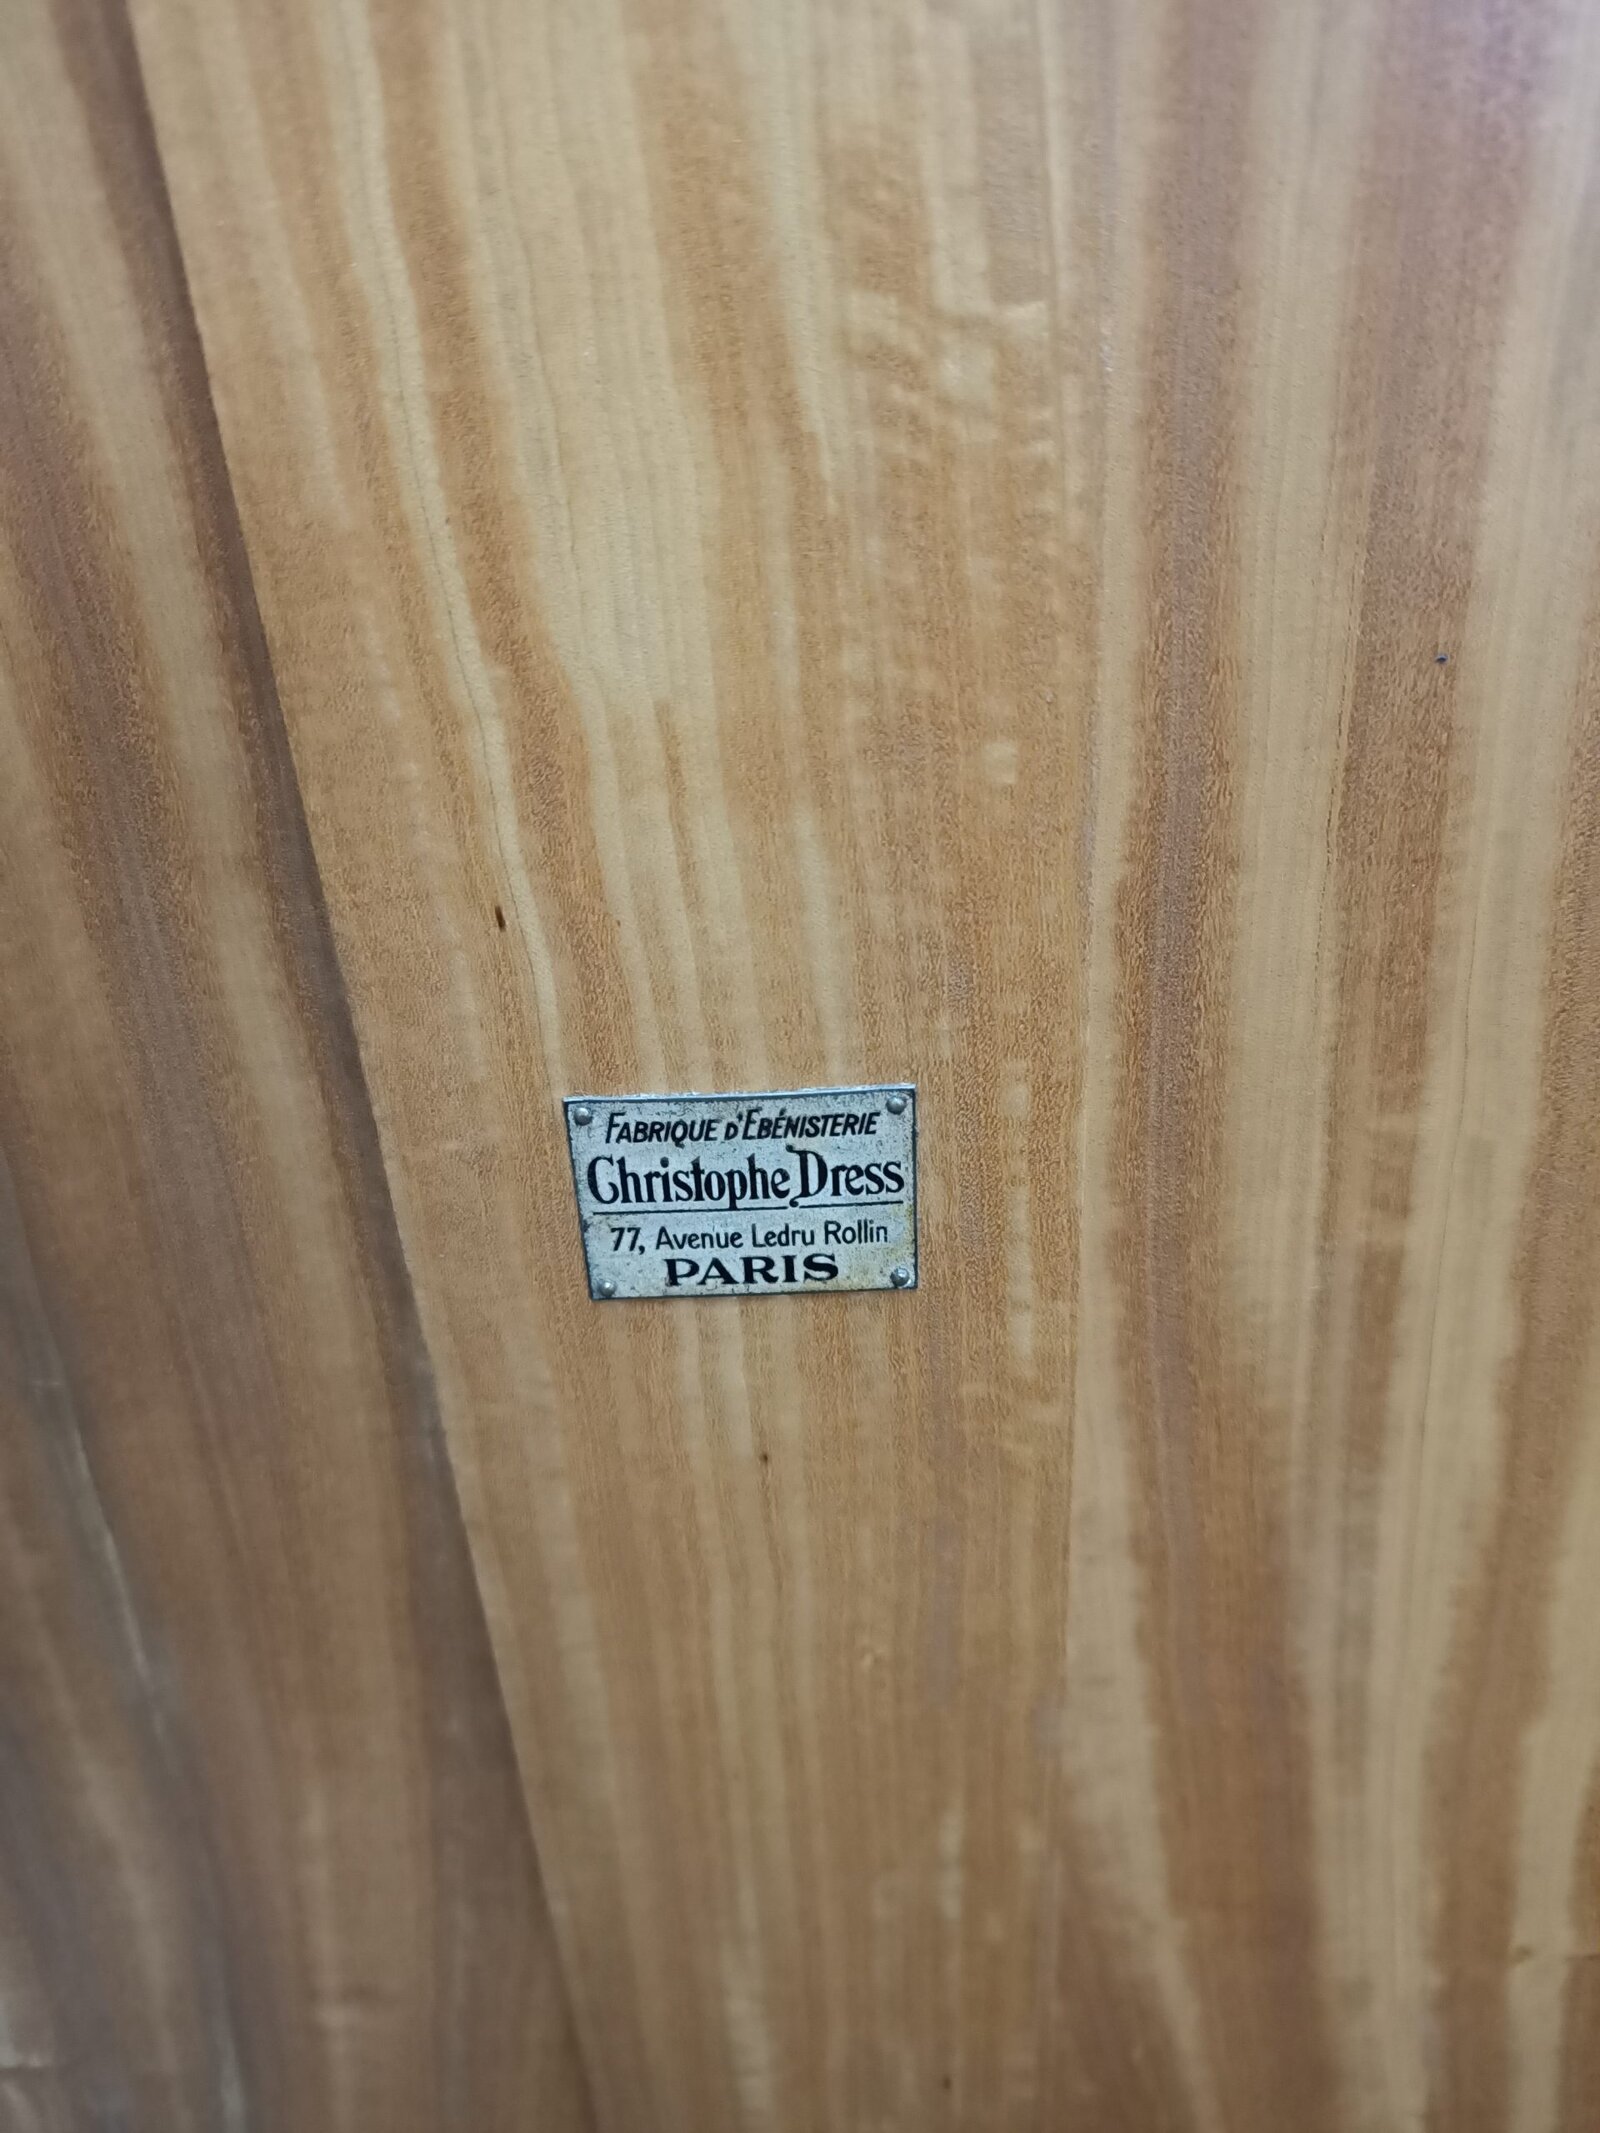 FABRIQUE D'EBÉNISTERIE
Christophe Dress
77, Avenue Ledru Rollin
PARIS